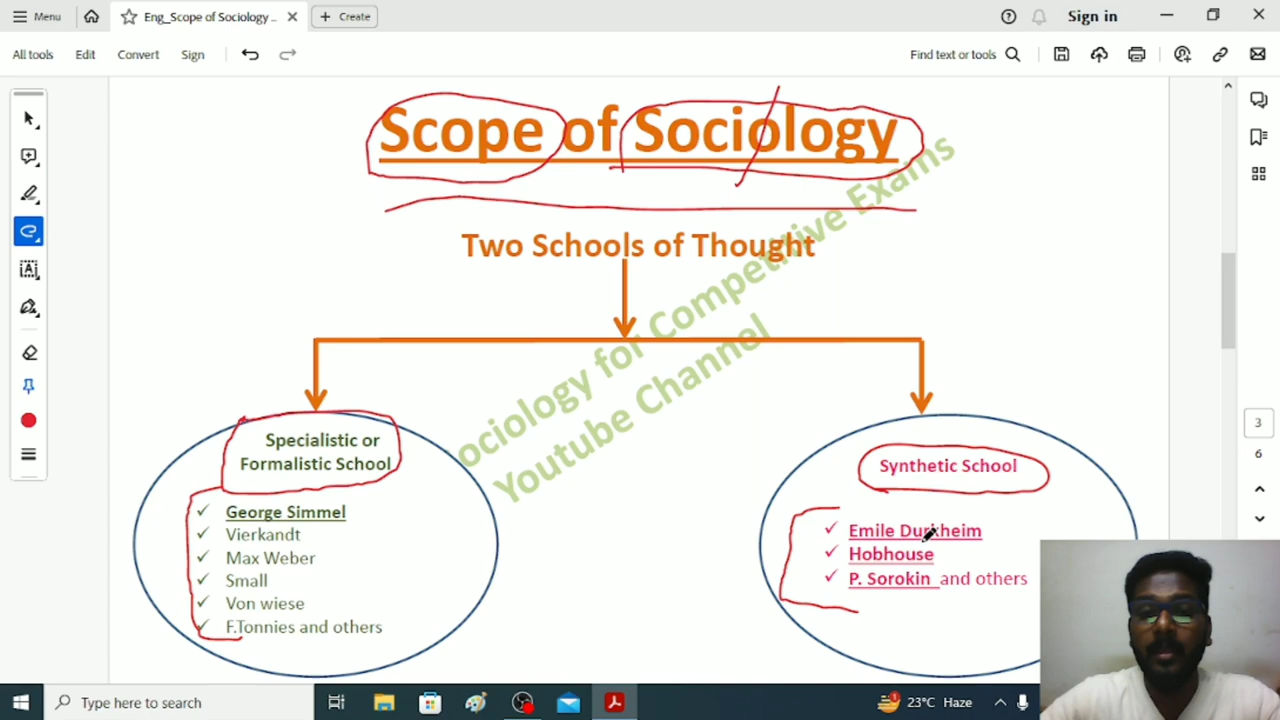 Menu
Eng_Scope of Sociology ...
Create
Sign in
All tools
Edit
Convert
Sign
Find text or tools
Scope of Sociology
Two Schools of Thought
ociology for Competitive Exams
Youtube Channel
Specialistic or
Formalistic School
George Simmel
Vierkandt
Max Weber
Small
Von wiese
F.Tonnies and others
Synthetic School
Emile Durkheim
Hobhouse
P. Sorokin and others
3
6
Type here to search
1
23°C Haze